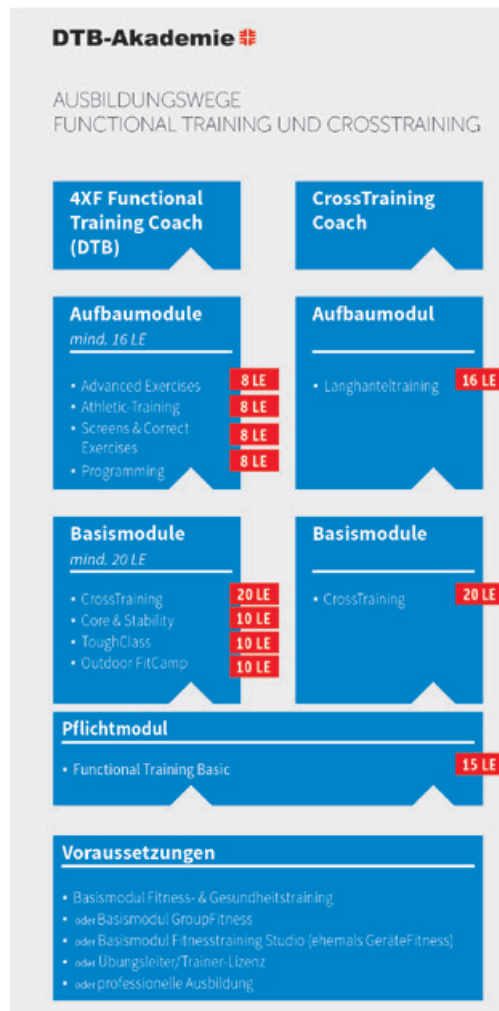 DTB-Akademie
AUSBILDUNGSWEGE
FUNCTIONAL TRAINING UND CROSSTRAINING
4XF Functional
Training Coach
(DTB)
CrossTraining
Coach
Aufbaumodule
mind. 16 LE
• Advanced Exercises 8 LE
• Athletic-Training 8 LE
• Screens & Correct
Exercises 8 LE
• Programming 8 LE
Aufbaumodul
• Langhanteltraining 16 LE
Basismodule
mind. 20 LE
• CrossTraining 20 LE
• Core & Stability 10 LE
• ToughClass 10 LE
• Outdoor FitCamp 10 LE
Basismodule
• CrossTraining 20 LE
Pflichtmodul
• Functional Training Basic 15 LE
Voraussetzungen
• Basismodul Fitness- & Gesundheitstraining
• oder Basismodul GroupFitness
• oder Basismodul Fitnesstraining Studio (ehemals GeräteFitness)
• oder Übungsleiter/Trainer-Lizenz
• oder professionelle Ausbildung